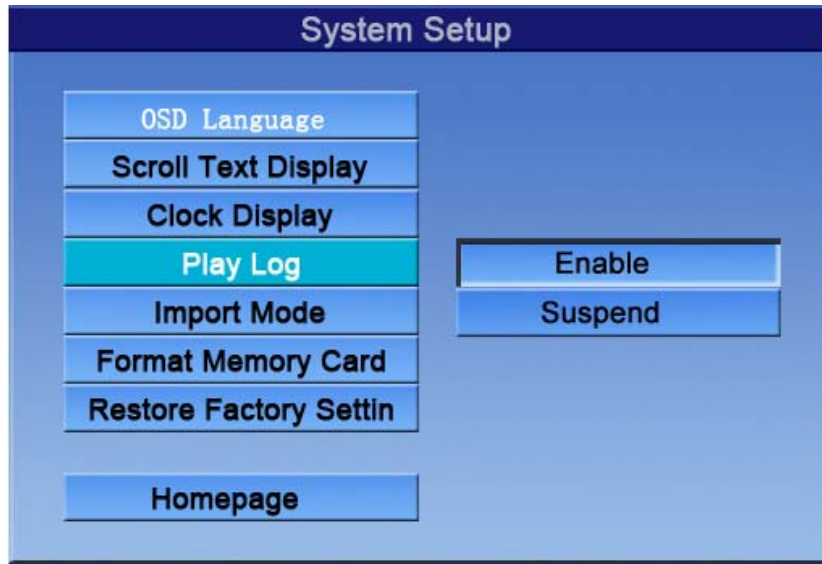 System Setup
OSD Language
Scroll Text Display
Clock Display
Play Log
Enable
Import Mode
Suspend
Format Memory Card
Restore Factory Settin
Homepage